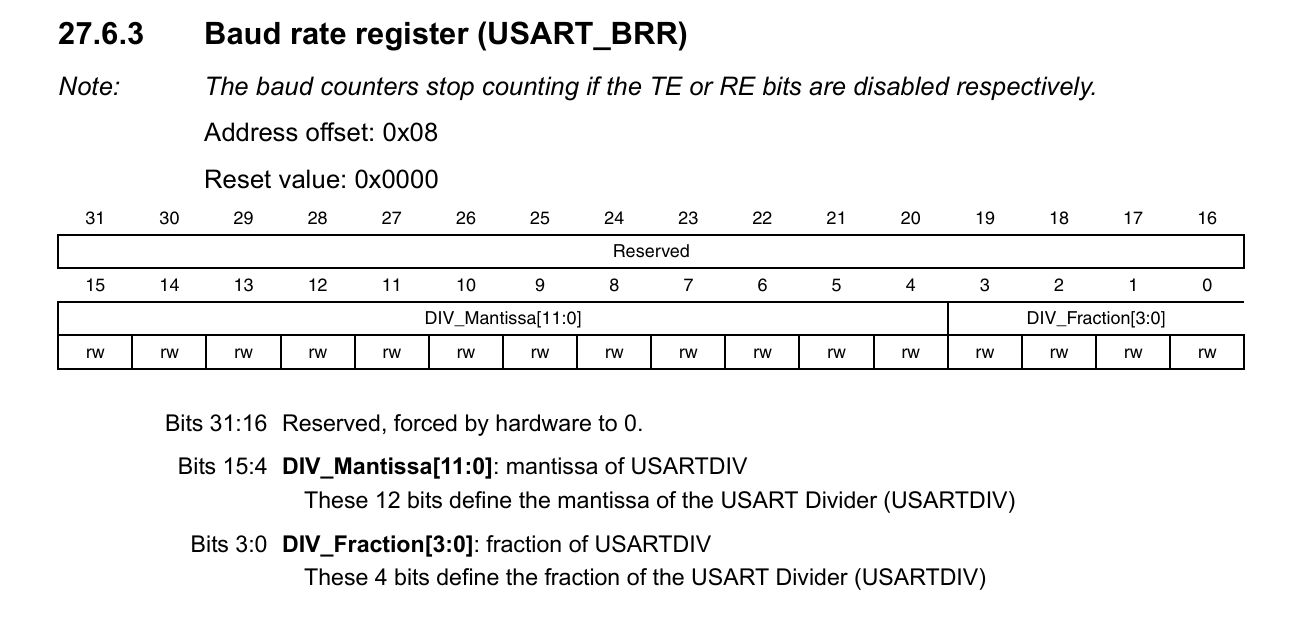 27.6.3 Baud rate register (USART_BRR)
Note: The baud counters stop counting if the TE or RE bits are disabled respectively.
Address offset: 0x08
Reset value: 0x0000
31 30 29 28 27 26 25 24 23 22 21 20 19 18 17 16
Reserved
15 14 13 12 11 10 9 8 7 6 5 4 3 2 1 0
DIV_Mantissa[11:0] DIV_Fraction[3:0]
rw rw rw rw rw rw rw rw rw rw rw rw rw rw rw rw
Bits 31:16 Reserved, forced by hardware to 0.
Bits 15:4 DIV_Mantissa[11:0]: mantissa of USARTDIV
These 12 bits define the mantissa of the USART Divider (USARTDIV)
Bits 3:0 DIV_Fraction[3:0]: fraction of USARTDIV
These 4 bits define the fraction of the USART Divider (USARTDIV)